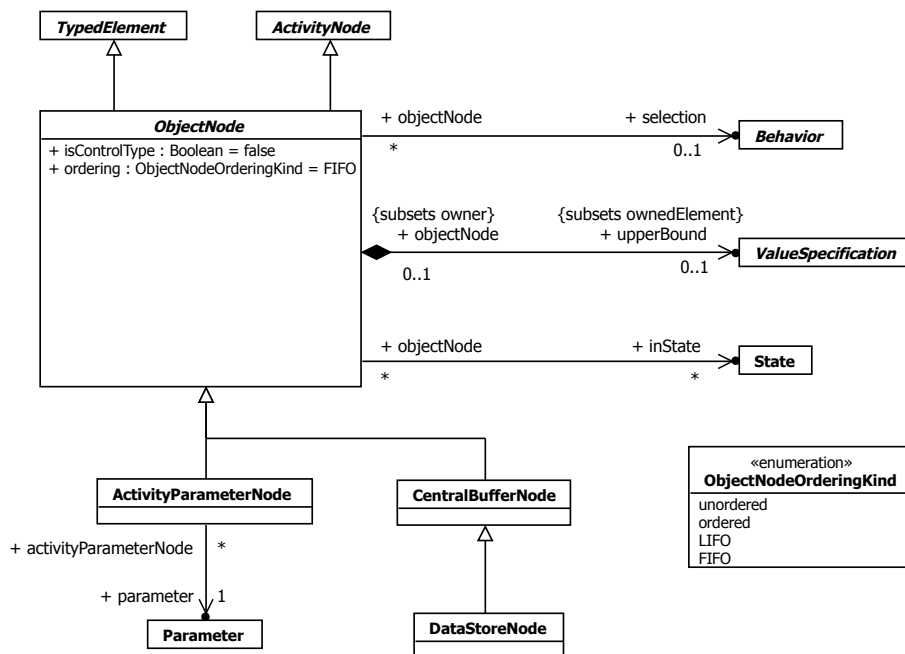 TypedElement
ActivityNode
ObjectNode
+ isControlType : Boolean = false
+ ordering : ObjectNodeOrderingKind = FIFO
+ objectNode
+ selection
*
0..1
Behavior
{subsets owner}
{subsets ownedElement}
+ objectNode
+ upperBound
0..1
0..1
ValueSpecification
+ objectNode
+ inState
*
*
State
ActivityParameterNode
CentralBufferNode
«enumeration»
ObjectNodeOrderingKind
unordered
ordered
LIFO
FIFO
+ activityParameterNode
*
+ parameter
1
Parameter
DataStoreNode